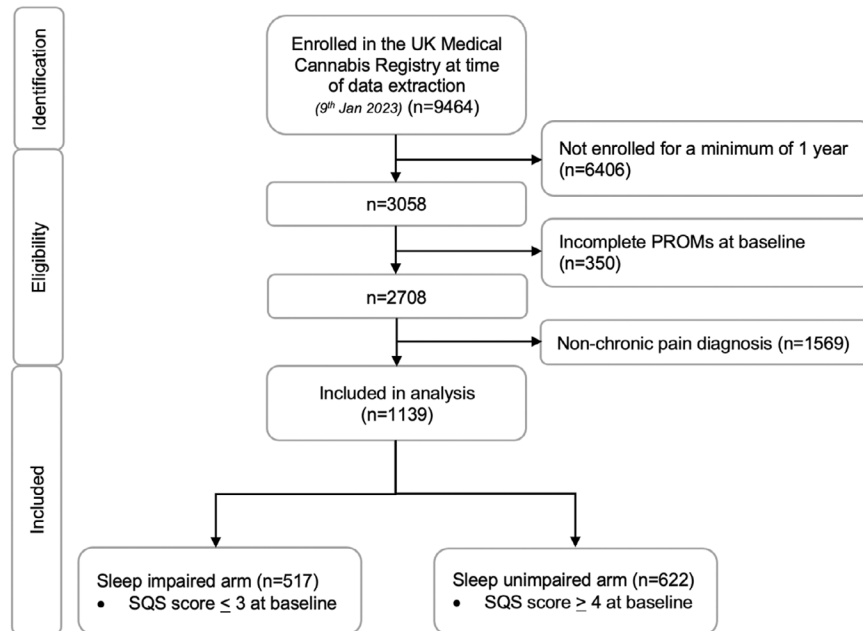 Identification
Enrolled in the UK Medical
Cannabis Registry at time
of data extraction
(9th Jan 2023) (n=9464)
Not enrolled for a minimum of 1 year
(n=6406)
Eligibility
n=3058
Incomplete PROMs at baseline
(n=350)
n=2708
Non-chronic pain diagnosis (n=1569)
Included
Included in analysis
(n=1139)
Sleep impaired arm (n=517)
• SQS score ≤ 3 at baseline
Sleep unimpaired arm (n=622)
• SQS score ≥ 4 at baseline